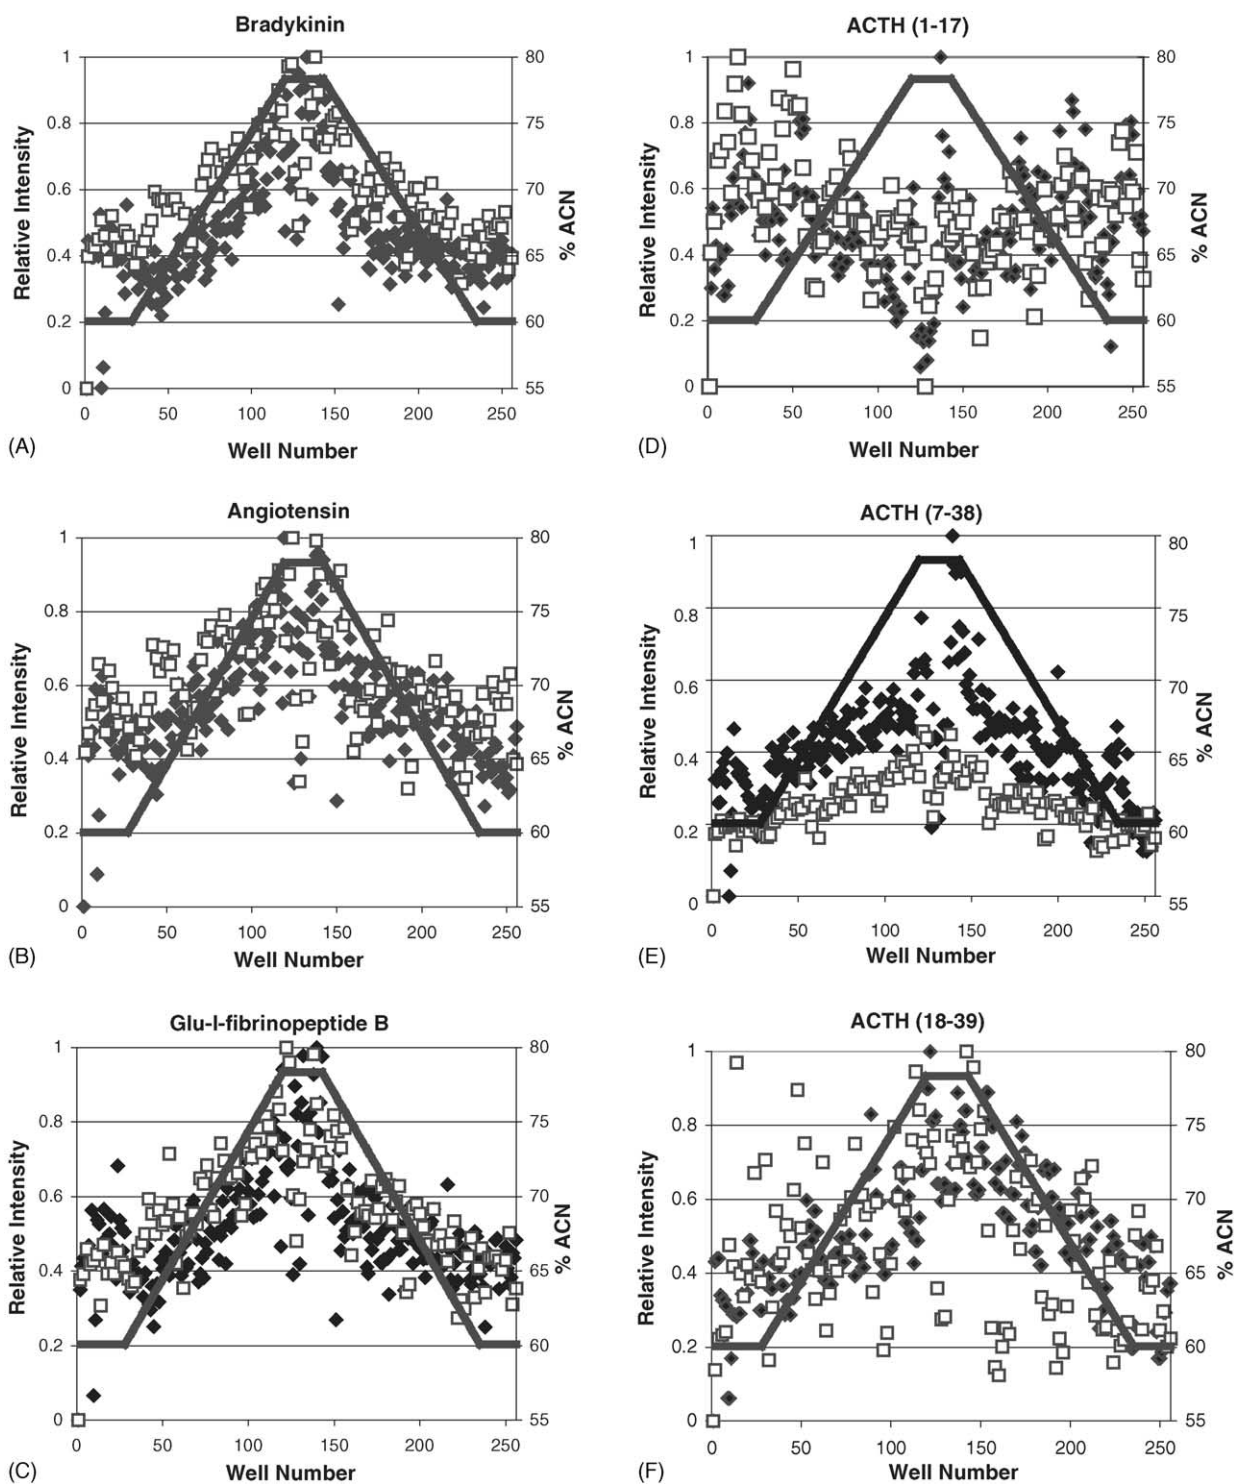 Bradykinin
1
0.8
0.6
0.4
0.2
0
Relative Intensity
80
75
70
65
60
55
% ACN
0 50 100 150 200 250
Well Number
(A)
Angiotensin
1
0.8
0.6
0.4
0.2
0
Relative Intensity
80
75
70
65
60
55
% ACN
0 50 100 150 200 250
Well Number
(B)
Glu-I-fibrinopeptide B
1
0.8
0.6
0.4
0.2
0
Relative Intensity
80
75
70
65
60
55
% ACN
0 50 100 150 200 250
Well Number
(C)
ACTH (1-17)
1
0.8
0.6
0.4
0.2
0
Relative Intensity
80
75
70
65
60
55
% ACN
0 50 100 150 200 250
Well Number
(D)
ACTH (7-38)
1
0.8
0.6
0.4
0.2
0
Relative Intensity
80
75
70
65
60
55
% ACN
0 50 100 150 200 250
Well Number
(E)
ACTH (18-39)
1
0.8
0.6
0.4
0.2
0
Relative Intensity
80
75
70
65
60
55
% ACN
0 50 100 150 200 250
Well Number
(F)